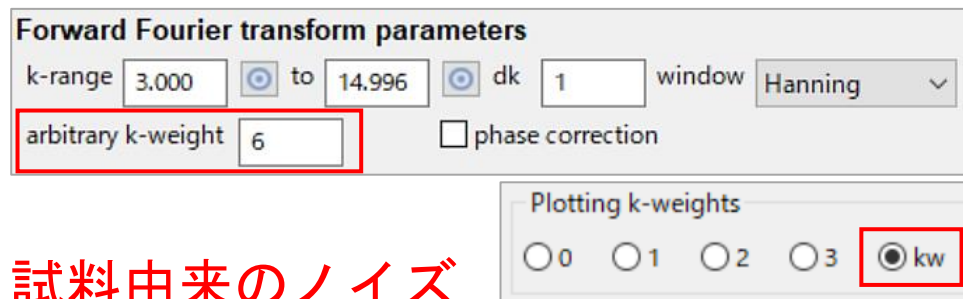 Forward Fourier transform parameters
k-range 3.000 to 14.996 dk 1 window Hanning
arbitrary k-weight 6 phase correction
Plotting k-weights
0 1 2 3 kw
試料由来のノイズ